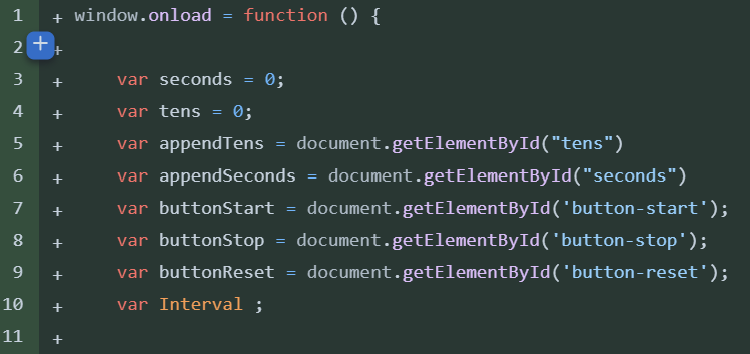 1 + window.onload = function () {
2 + +
3 + var seconds = 0;
4 + var tens = 0;
5 + var appendTens = document.getElementById("tens")
6 + var appendSeconds = document.getElementById("seconds")
7 + var buttonStart = document.getElementById('button-start');
8 + var buttonStop = document.getElementById('button-stop');
9 + var buttonReset = document.getElementById('button-reset');
10 + var Interval ;
11 +